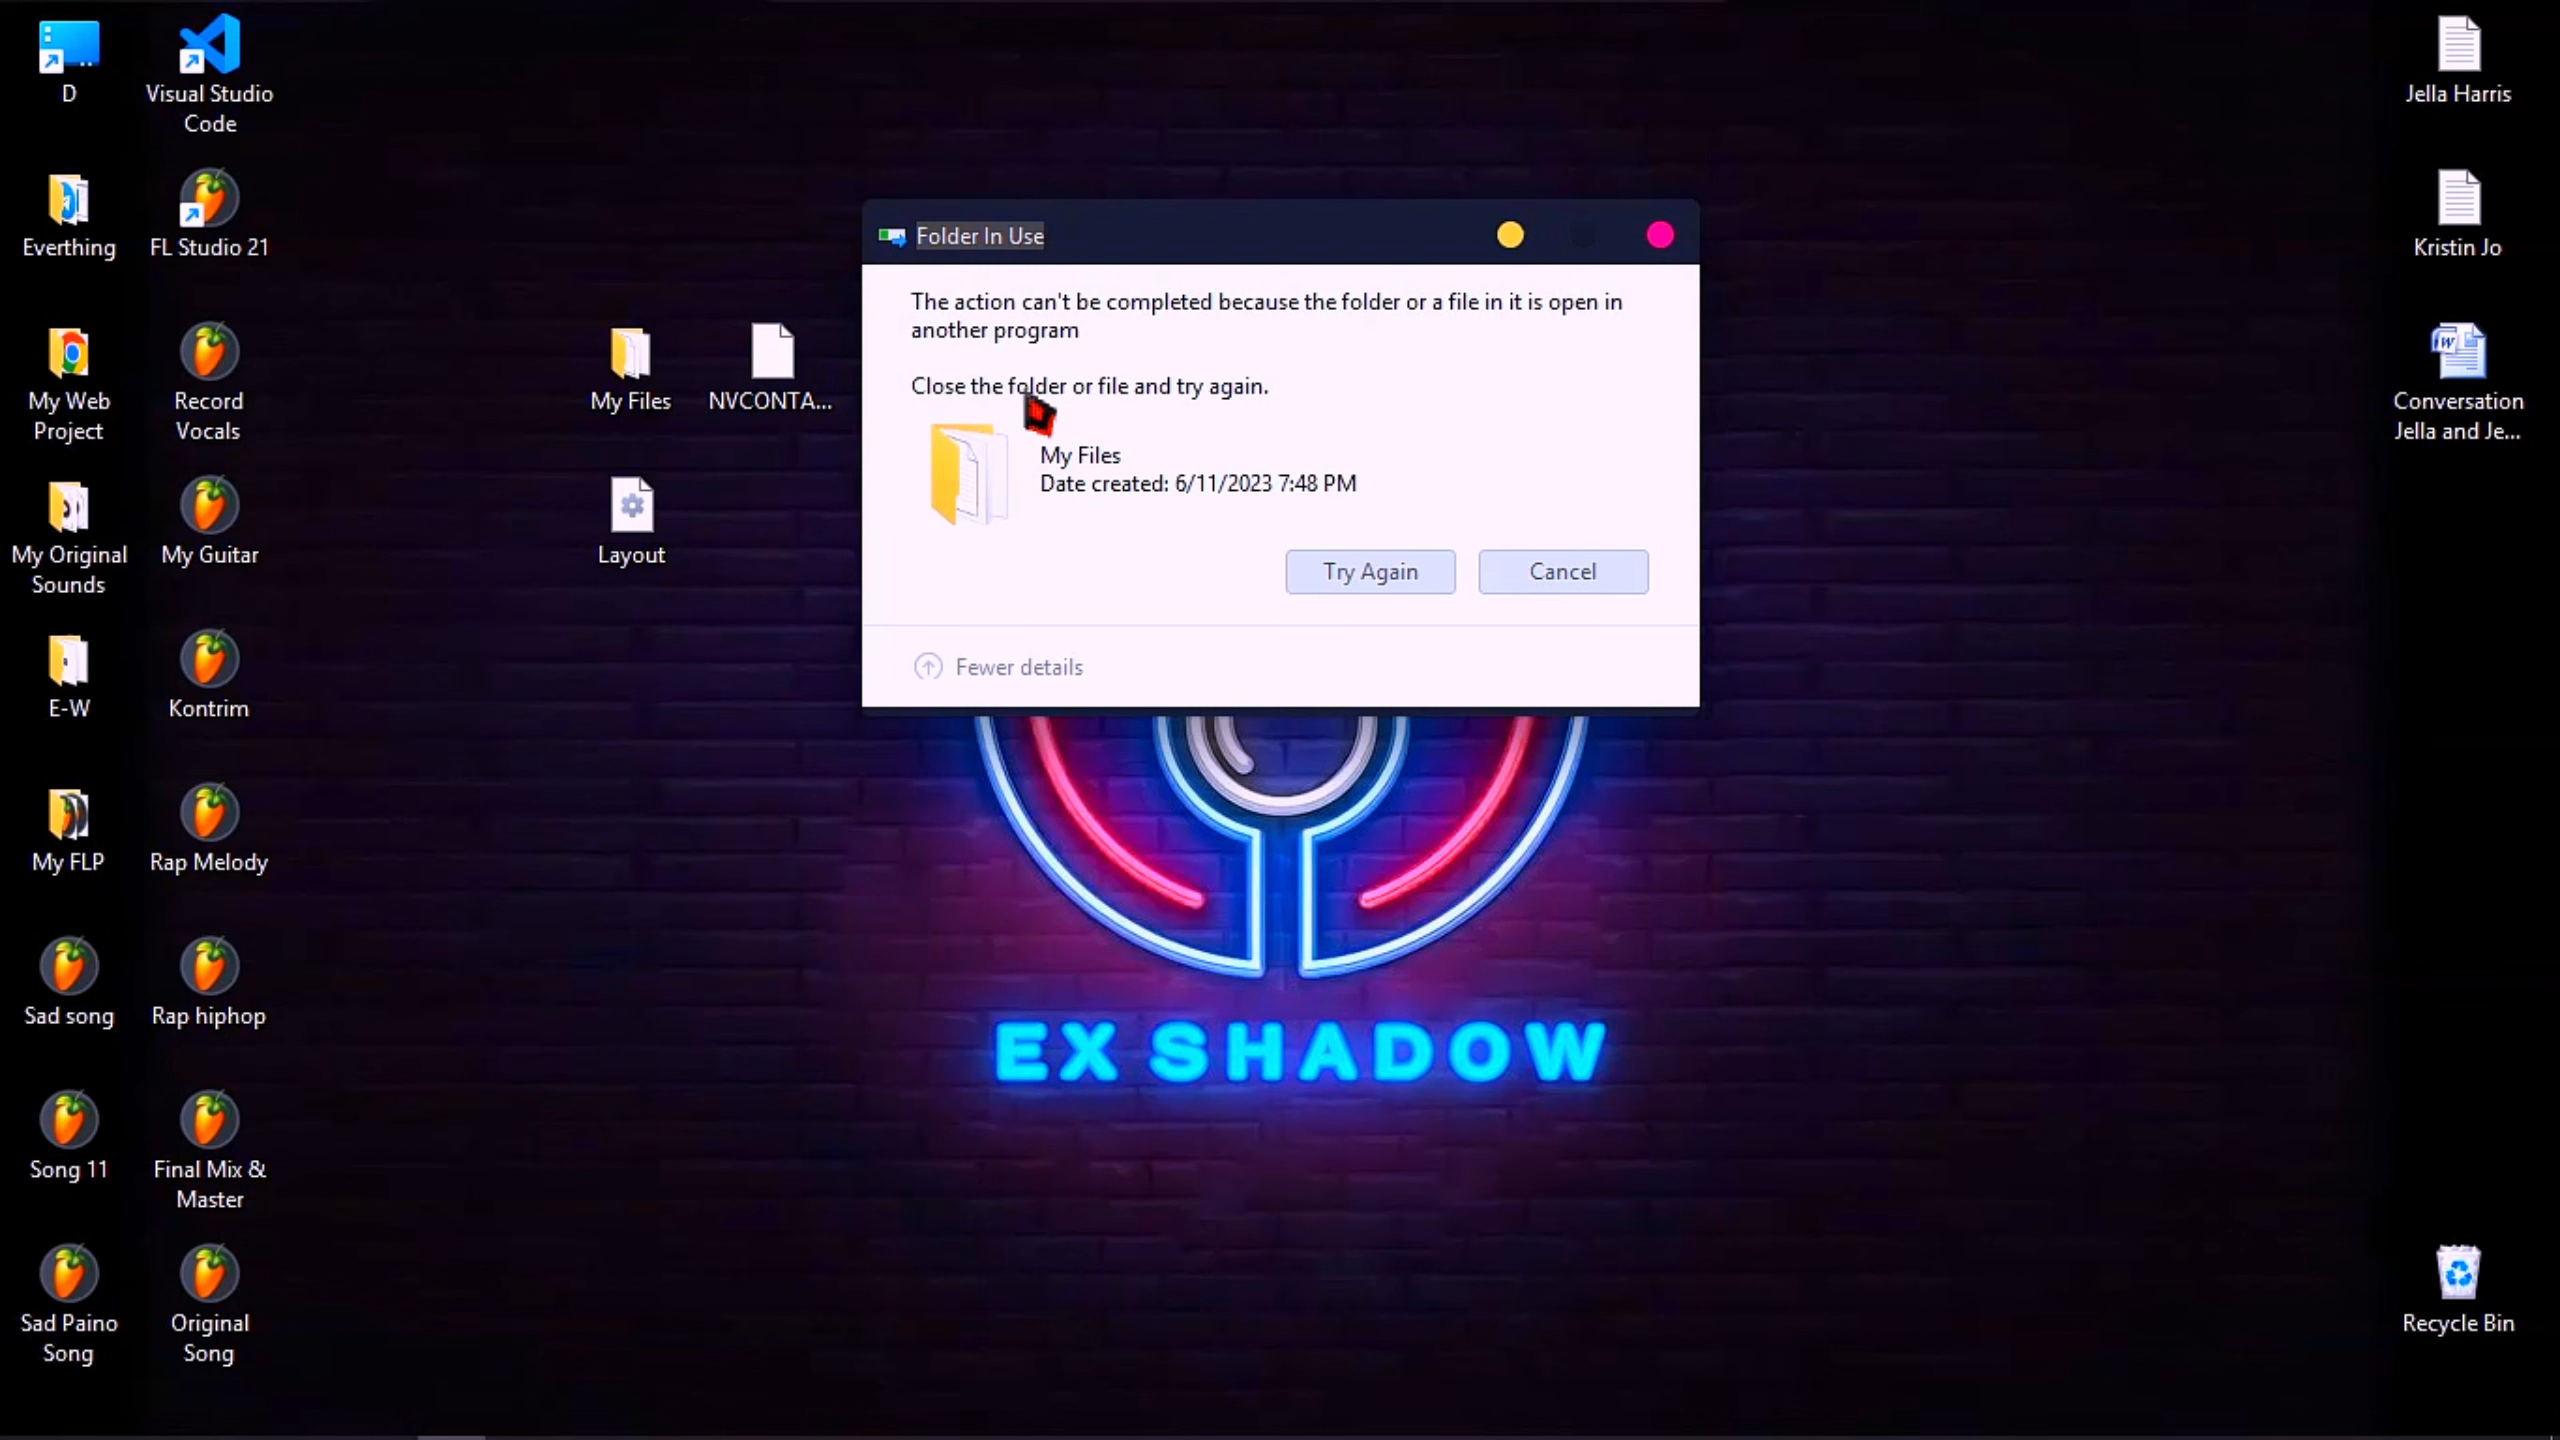 D
Visual Studio
Code
Everthing
FL Studio 21
My Web
Project
Record
Vocals
My Original
Sounds
My Guitar
E-W
Kontrim
My FLP
Rap Melody
Sad song
Rap hiphop
Song 11
Final Mix &
Master
Sad Paino
Song
Original
Song
My Files
NVCONTA...
Layout
Folder In Use
The action can't be completed because the folder or a file in it is open in
another program
Close the folder or file and try again.
My Files
Date created: 6/11/2023 7:48 PM
Try Again
Cancel
Fewer details
EX SHADOW
Jella Harris
Kristin Jo
W
Conversation
Jella and Je...
Recycle Bin